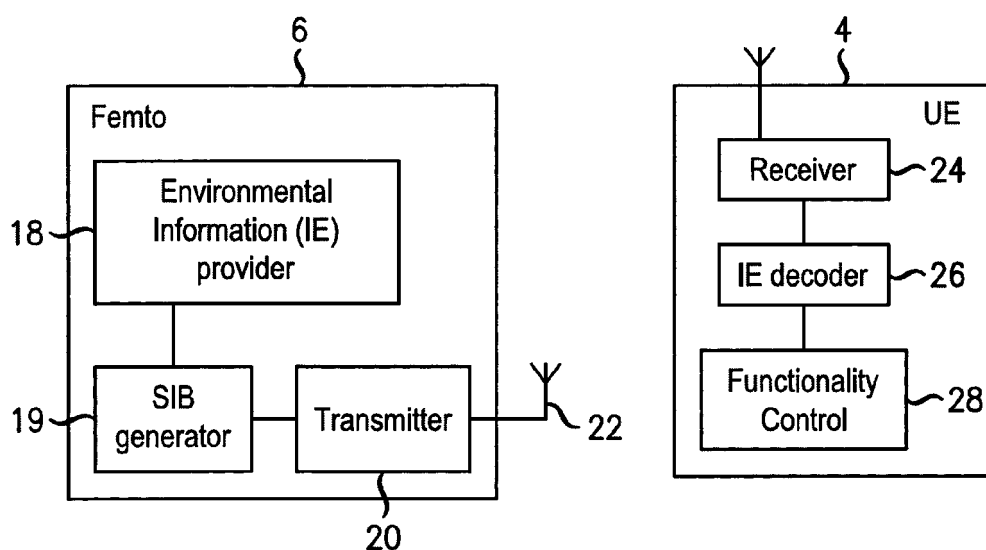 6
Femto
18
Environmental
Information (IE)
provider
19
SIB
generator
Transmitter
22
20
4
UE
Receiver
24
IE decoder
26
Functionality
Control
28